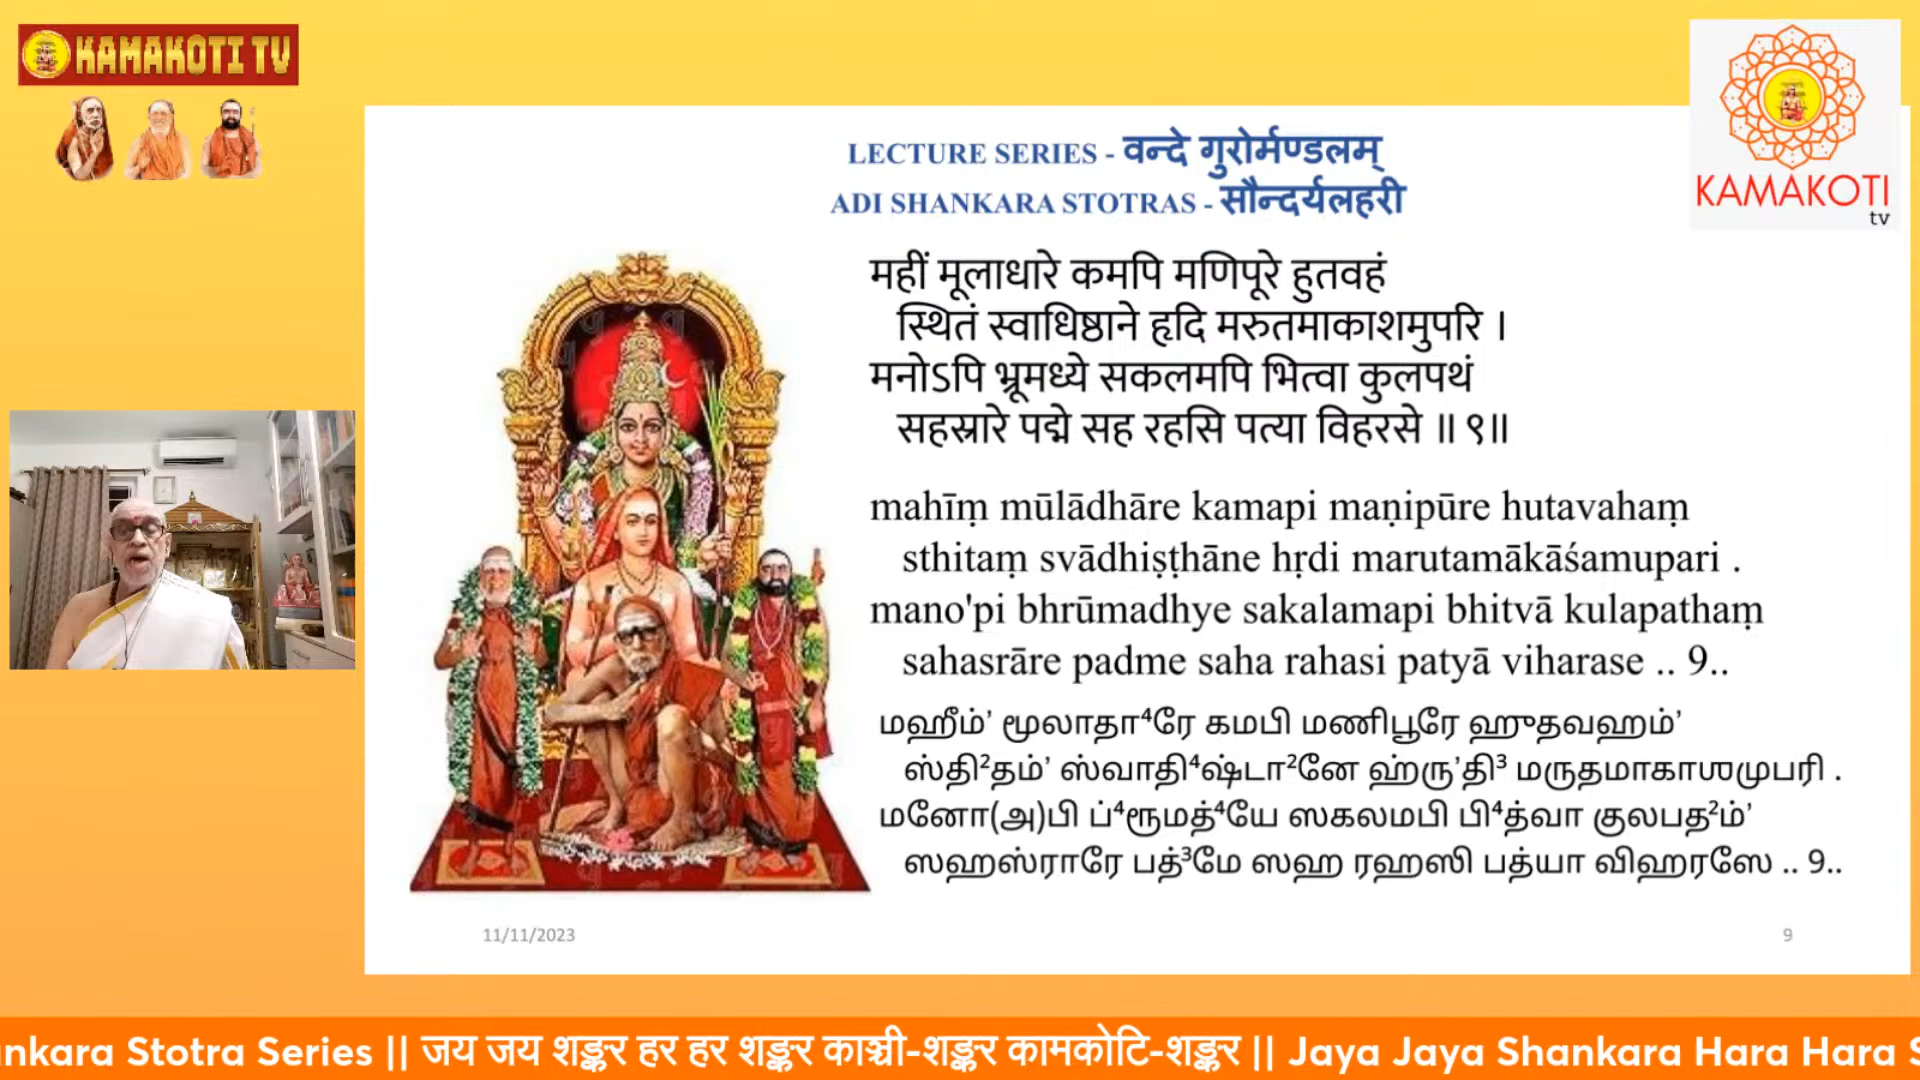 KAMAKOTI TV
KAMAKOTI
tv
LECTURE SERIES - वन्दे गुरोर्मण्डलम्
ADI SHANKARA STOTRAS - सौन्दर्यलहरी
महीं मूलाधारे कमपि मणिपूरे हुतवहं
स्थितं स्वाधिष्ठाने हृदि मरुतमाकाशमुपरि ।
मनोऽपि भ्रूमध्ये सकलमपि भित्वा कुलपथं
सहस्रारे पद्मे सह रहसि पत्या विहरसे ॥ ९॥
mahīṃ mūlādhāre kamapi maṇipūre hutavahaṃ
sthitaṃ svādhiṣṭhāne hṛdi marutamākāśamupari .
mano'pi bhrūmadhye sakalamapi bhitvā kulapathaṃ
sahasrāre padme saha rahasi patyā viharase .. 9..
மஹீம்ʼ மூலாதா⁴ரே கமபி மணிபூரே ஹுதவஹம்ʼ
ஸ்தி²தம்ʼ ஸ்வாதி⁴ஷ்டா²னே ஹ்ருʼதி³ மருதமாகாஶமுபரி .
மனோ(அ)பி ப்⁴ரூமத்⁴யே ஸகலமபி பி⁴த்வா குலபத²ம்ʼ
ஸஹஸ்ராரே பத்³மே ஸஹ ரஹஸி பத்யா விஹரஸே .. 9..
11/11/2023
9
nkara Stotra Series || जय जय शङ्कर हर हर शङ्कर काञ्ची-शङ्कर कामकोटि-शङ्कर || Jaya Jaya Shankara Hara Hara S